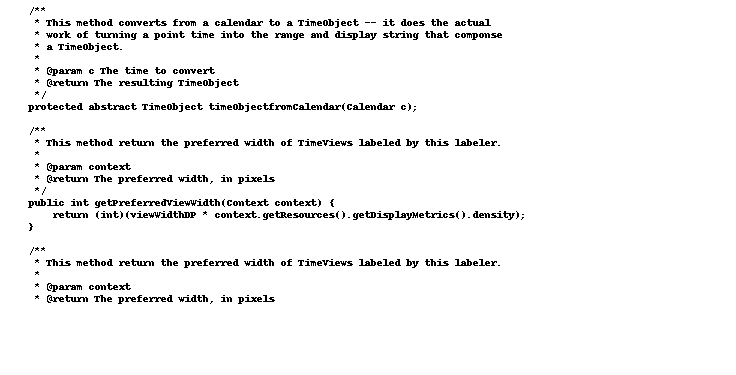 /**
 * This method converts from a calendar to a TimeObject -- it does the actual
 * work of turning a point time into the range and display string that componse
 * a TimeObject.
 *
 * @param c The time to convert
 * @return The resulting TimeObject
 */
protected abstract TimeObject timeObjectfromCalendar(Calendar c);
/**
 * This method return the preferred width of TimeViews labeled by this labeler.
 *
 * @param context
 * @return The preferred width, in pixels
 */
public int getPreferredViewWidth(Context context) {
    return (int)(viewWidthDP * context.getResources().getDisplayMetrics().density);
}
/**
 * This method return the preferred width of TimeViews labeled by this labeler.
 *
 * @param context
 * @return The preferred width, in pixels